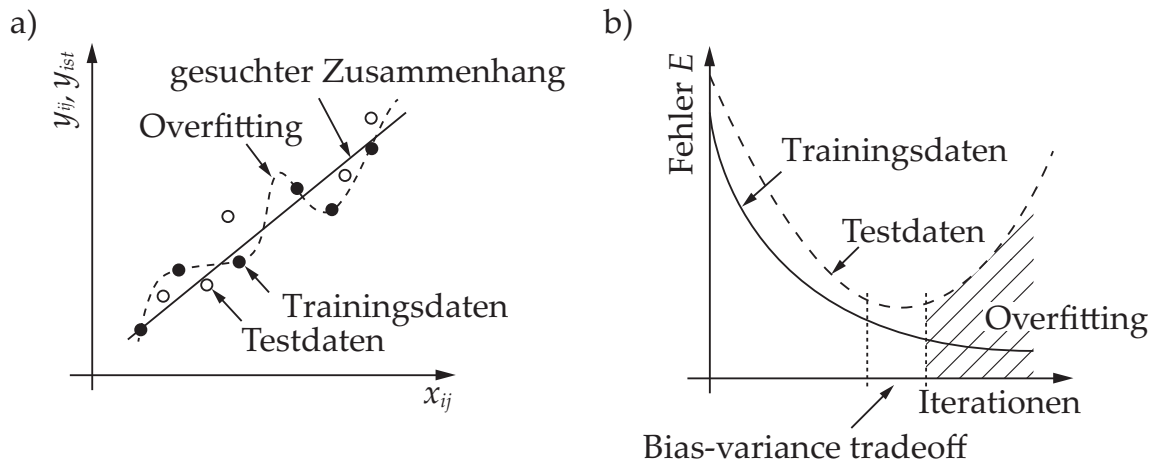 a)
y_ij, y_ist
gesuchter Zusammenhang
Overfitting
Trainingsdaten
Testdaten
x_ij
b)
Fehler E
Trainingsdaten
Testdaten
Overfitting
Iterationen
Bias-variance tradeoff